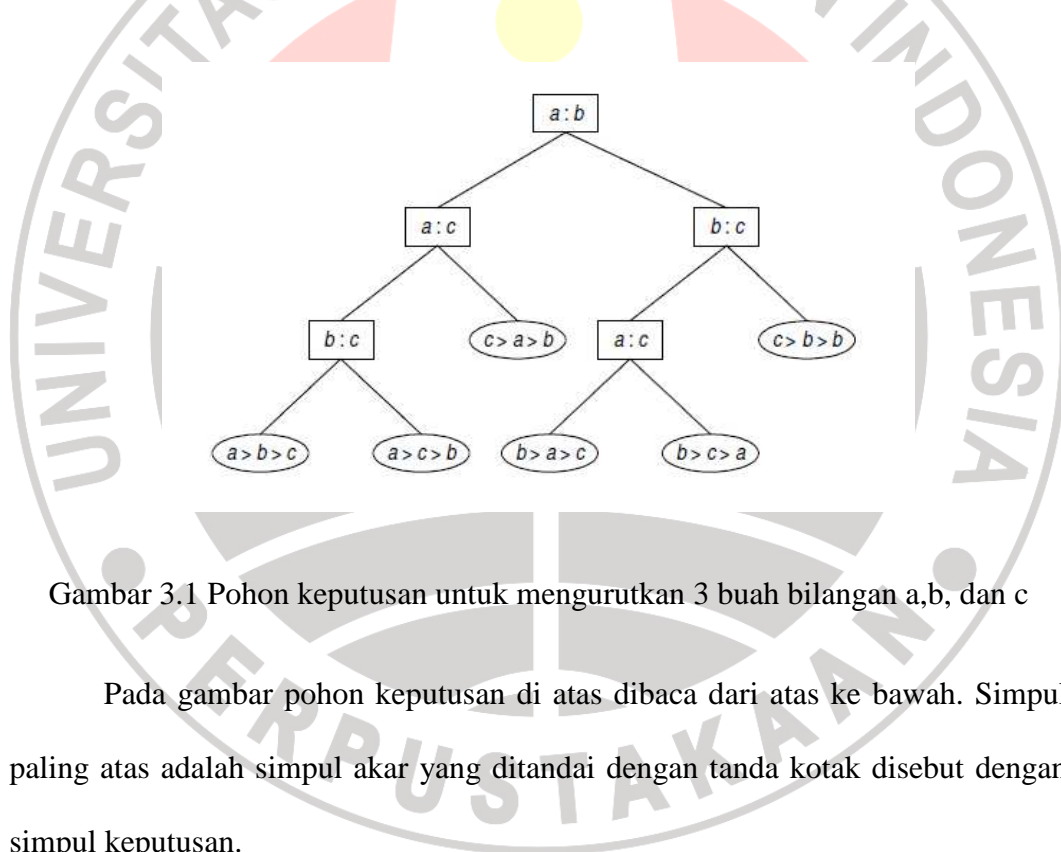 a : b
a : c
b : c
b : c
c > a > b
a : c
c > b > b
a > b > c
a > c > b
b > a > c
b > c > a
Gambar 3.1 Pohon keputusan untuk mengurutkan 3 buah bilangan a,b, dan c
Pada gambar pohon keputusan di atas dibaca dari atas ke bawah. Simpul
paling atas adalah simpul akar yang ditandai dengan tanda kotak disebut dengan
simpul keputusan.
PERPUSTAKAAN